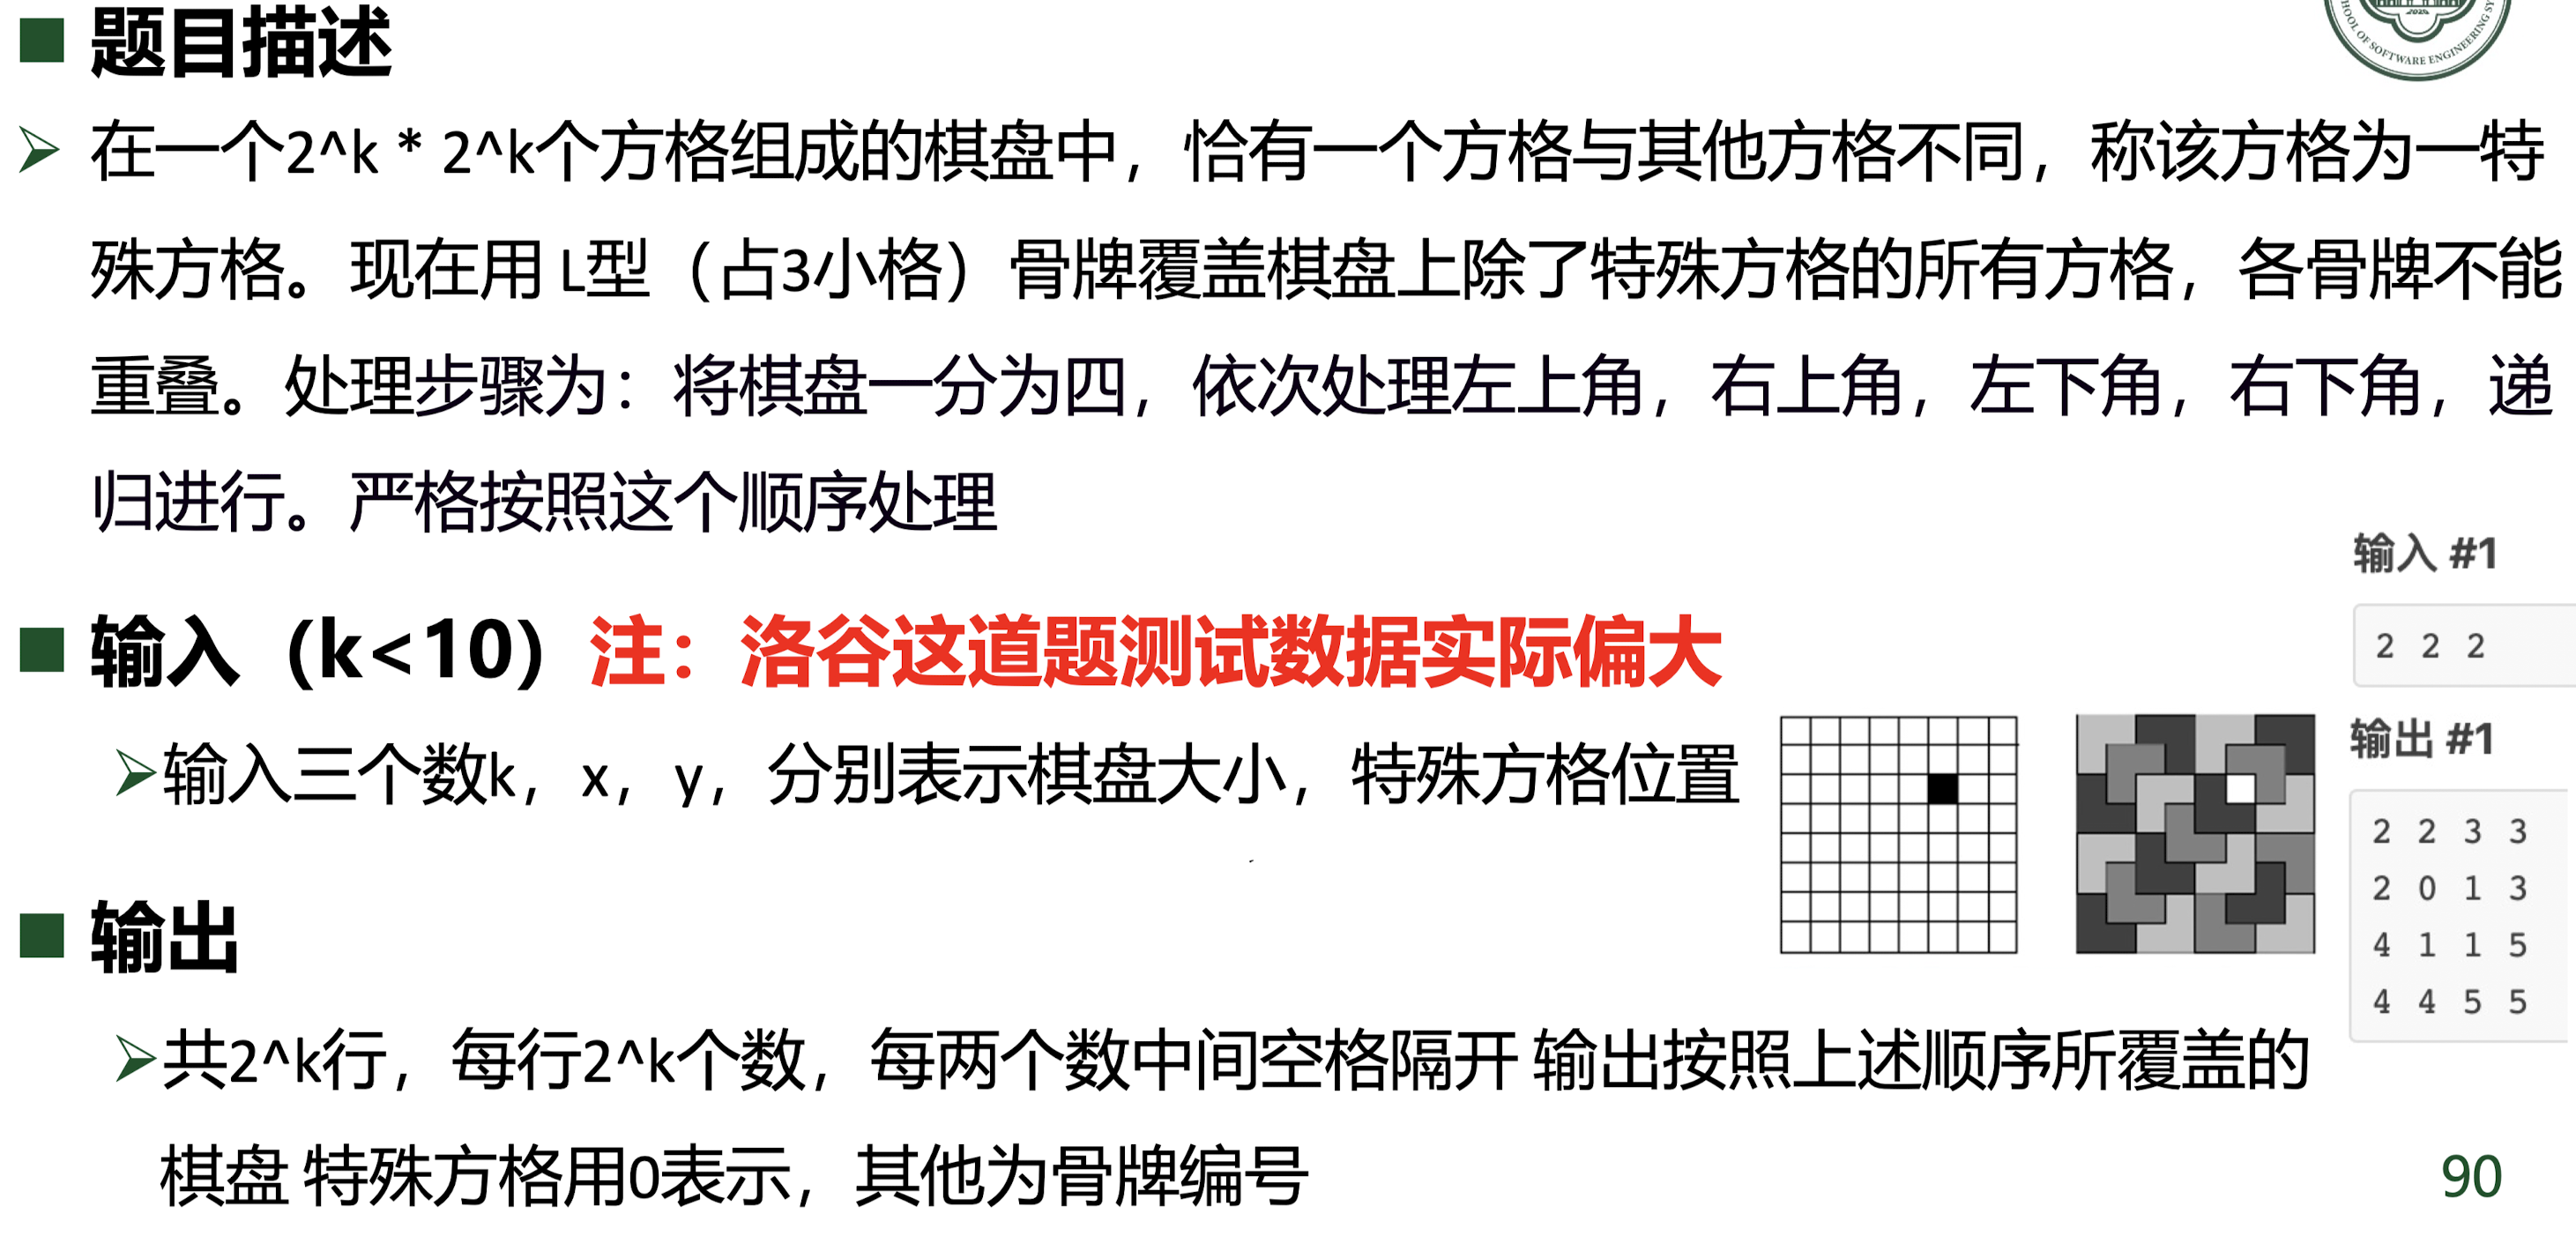 题目描述
在一个2^k * 2^k个方格组成的棋盘中，恰有一个方格与其他方格不同，称该方格为一特
殊方格。现在用 L型（占3小格）骨牌覆盖棋盘上除了特殊方格的所有方格，各骨牌不能
重叠。处理步骤为：将棋盘一分为四，依次处理左上角，右上角，左下角，右下角，递
归进行。严格按照这个顺序处理
输入（k<10）注：洛谷这道题测试数据实际偏大
输入三个数k，x，y，分别表示棋盘大小，特殊方格位置
输出
共2^k行，每行2^k个数，每两个数中间空格隔开 输出按照上述顺序所覆盖的
棋盘 特殊方格用0表示，其他为骨牌编号
输入 #1
2 2 2
输出 #1
2 2 3 3
2 0 1 3
4 1 1 5
4 4 5 5
90